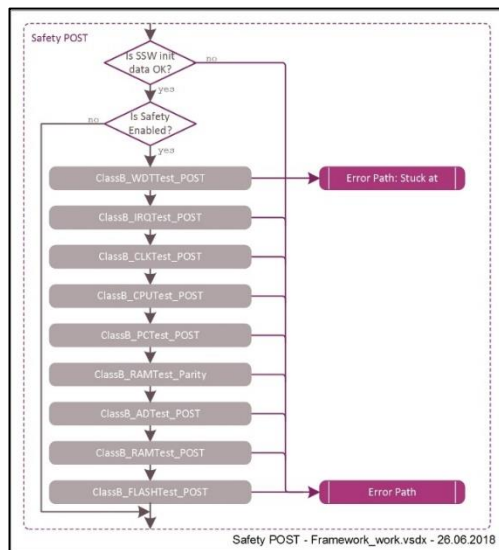 Safety POST
Is SSW init
data OK?
no
yes
no
Is Safety
Enabled?
yes
ClassB_WDTTest_POST
Error Path: Stuck at
ClassB_IRQTest_POST
ClassB_CLKTest_POST
ClassB_CPUTest_POST
ClassB_PCTest_POST
ClassB_RAMTest_Parity
ClassB_ADTest_POST
ClassB_RAMTest_POST
ClassB_FLASHTest_POST
Error Path
Safety POST - Framework_work.vsdx - 26.06.2018